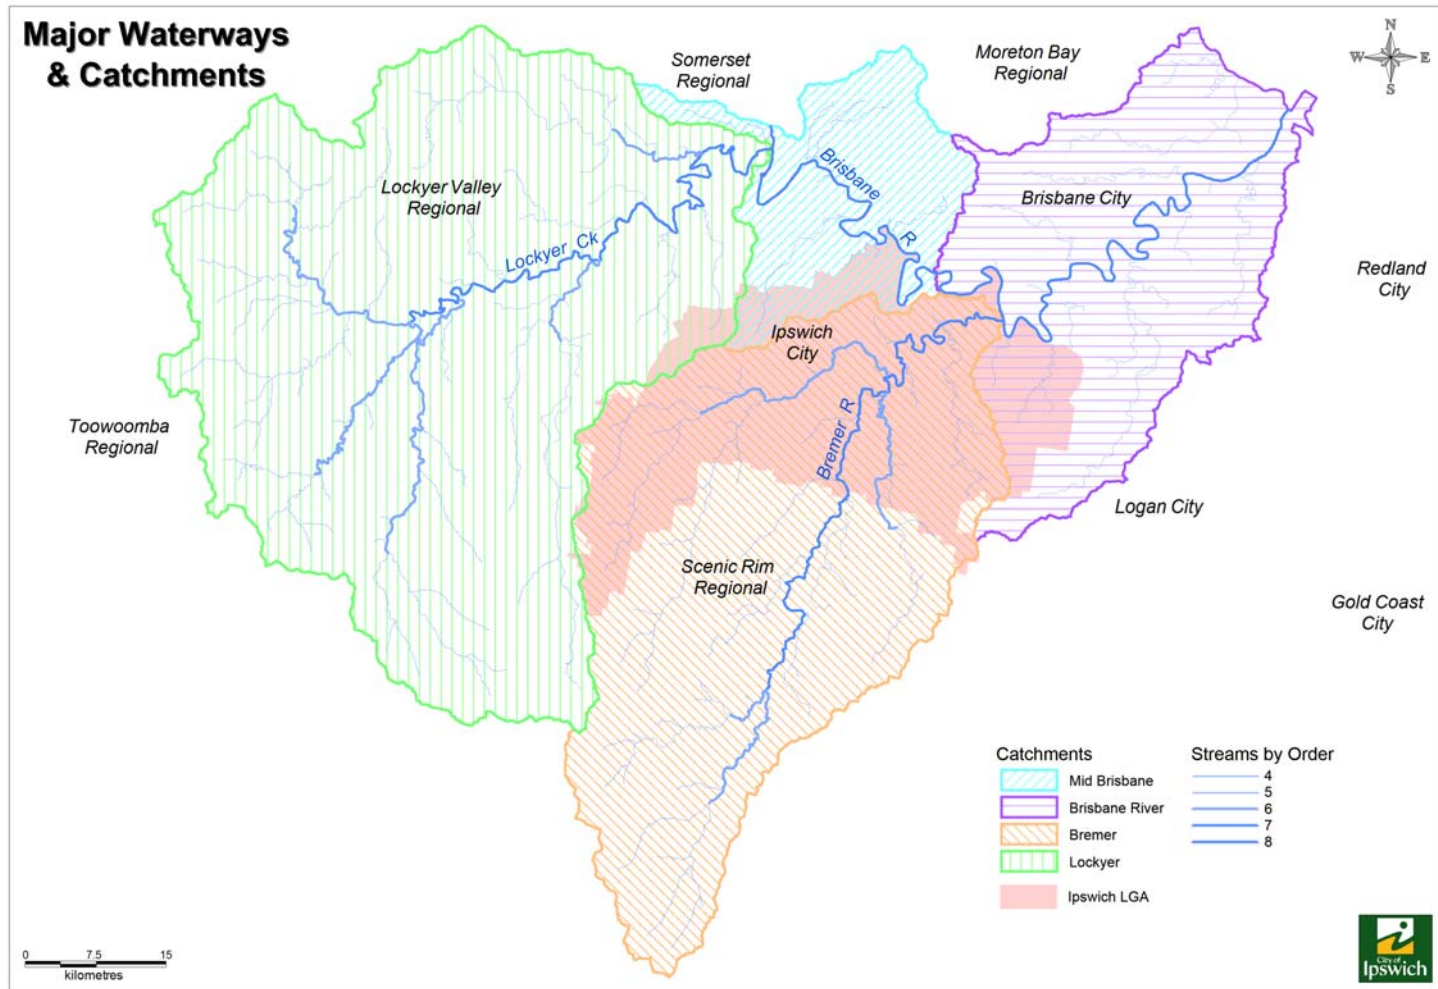 Major Waterways
& Catchments
Somerset
Regional
Moreton Bay
Regional
N
W
E
S
Brisbane
R
Lockyer Valley
Regional
Brisbane City
Lockyer Ck
Redland
City
Ipswich
City
Toowoomba
Regional
Bremer R
Logan City
Scenic Rim
Regional
Gold Coast
City
Catchments
Mid Brisbane
Brisbane River
Bremer
Lockyer
Ipswich LGA
Streams by Order
4
5
6
7
8
0 7.5 15
kilometres
City of
Ipswich